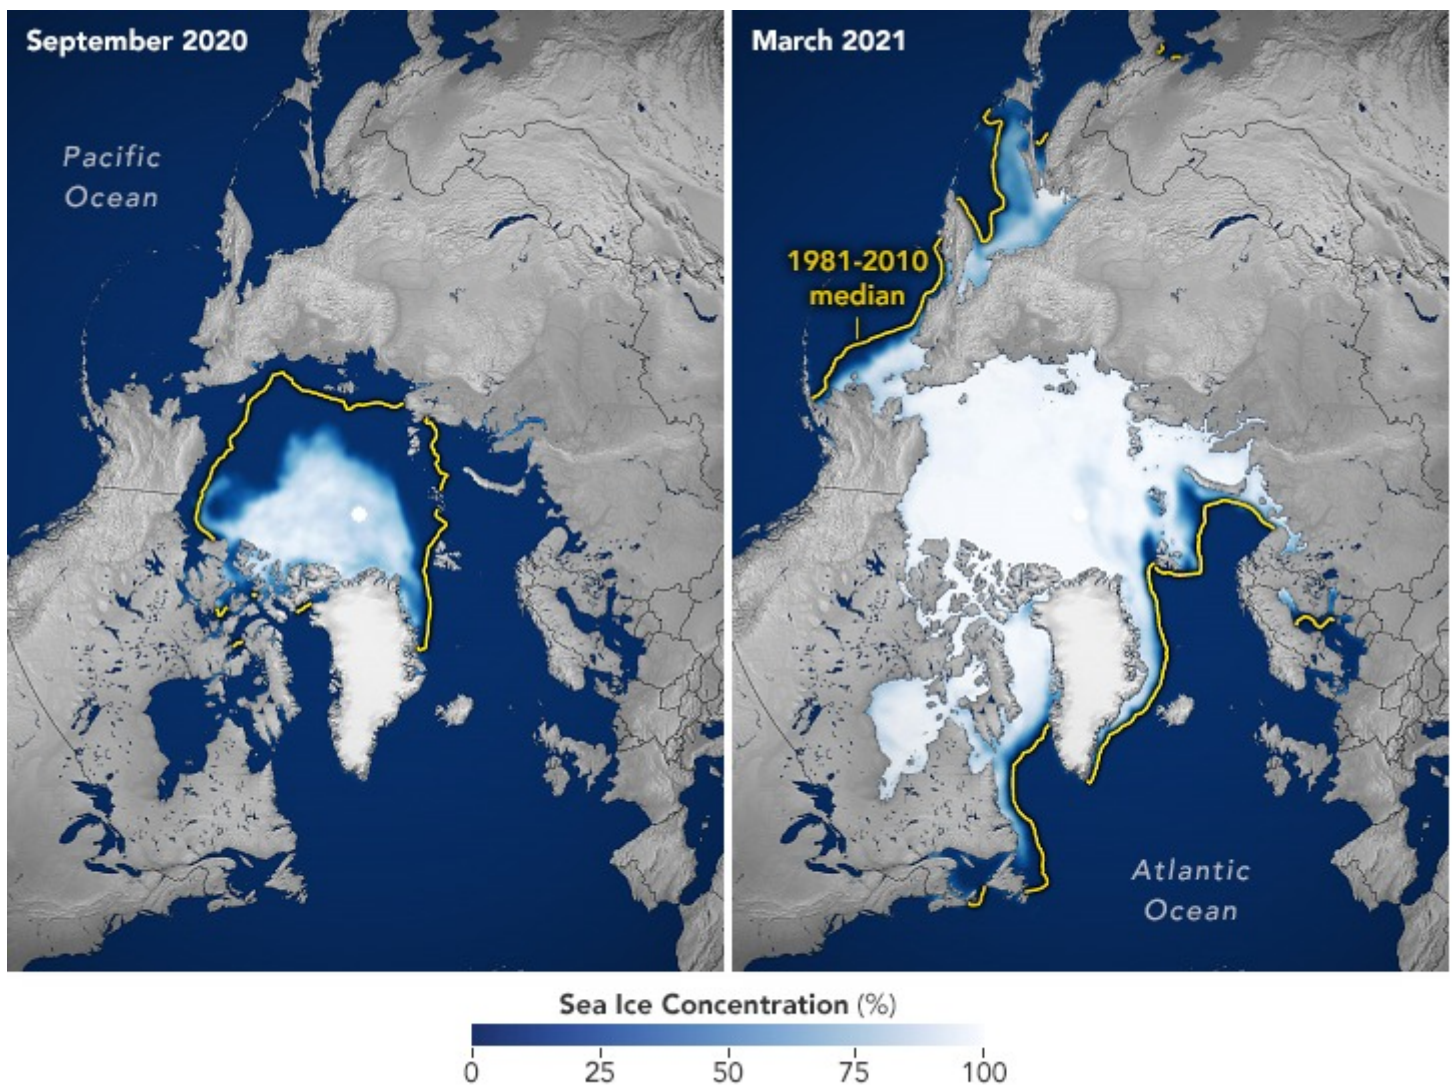 September 2020
March 2021
Pacific
Ocean
1981-2010
median
Atlantic
Ocean
Sea Ice Concentration (%)
0 25 50 75 100